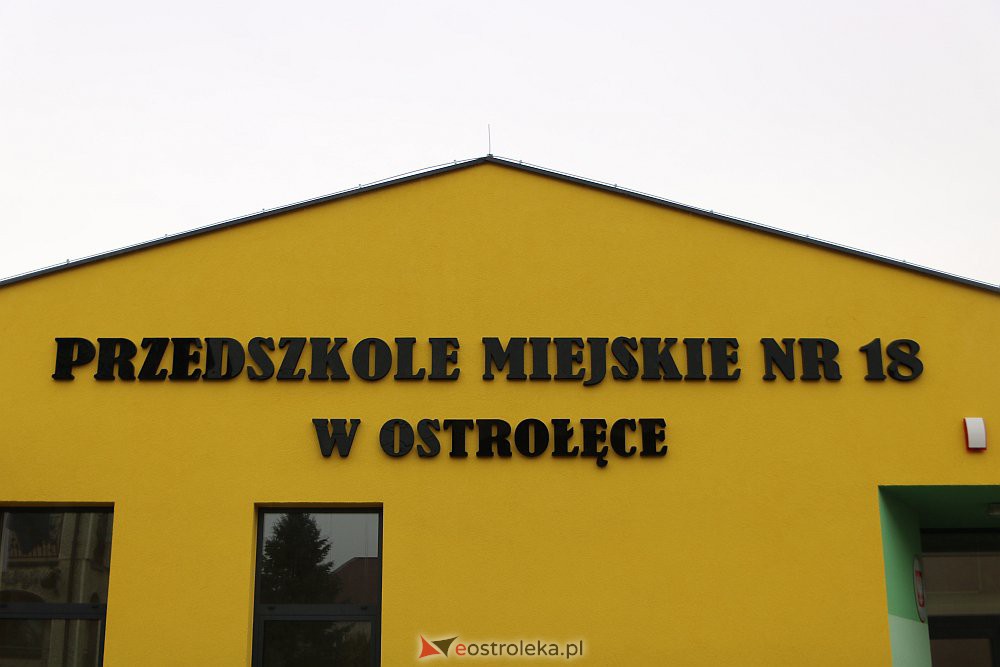 PRZEDSZKOLE MIEJSKIE NR 18
W OSTROŁĘCE
eostroleka.pl